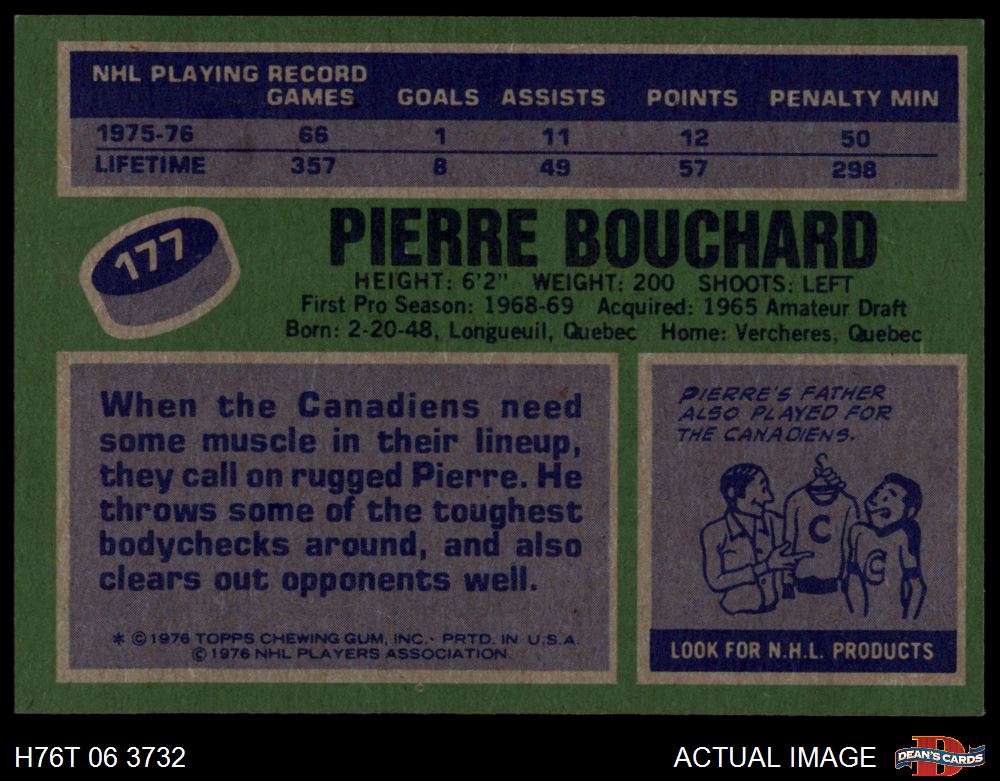 NHL PLAYING RECORD
GAMES GOALS ASSISTS POINTS PENALTY MIN
1975-76 66 1 11 12 50
LIFETIME 357 8 49 57 298
177
PIERRE BOUCHARD
HEIGHT: 6'2" WEIGHT: 200 SHOOTS: LEFT
First Pro Season: 1968-69 Acquired: 1965 Amateur Draft
Born: 2-20-48, Longueuil, Quebec Home: Vercheres, Quebec
When the Canadiens need
some muscle in their lineup,
they call on rugged Pierre. He
throws some of the toughest
bodychecks around, and also
clears out opponents well.
* © 1976 TOPPS CHEWING GUM, INC. · PRTD. IN U.S.A.
© 1976 NHL PLAYERS ASSOCIATION
PIERRE'S FATHER
ALSO PLAYED FOR
THE CANADIENS.
C
C
LOOK FOR N.H.L. PRODUCTS
H76T 06 3732 ACTUAL IMAGE
D
DEAN'S CARDS